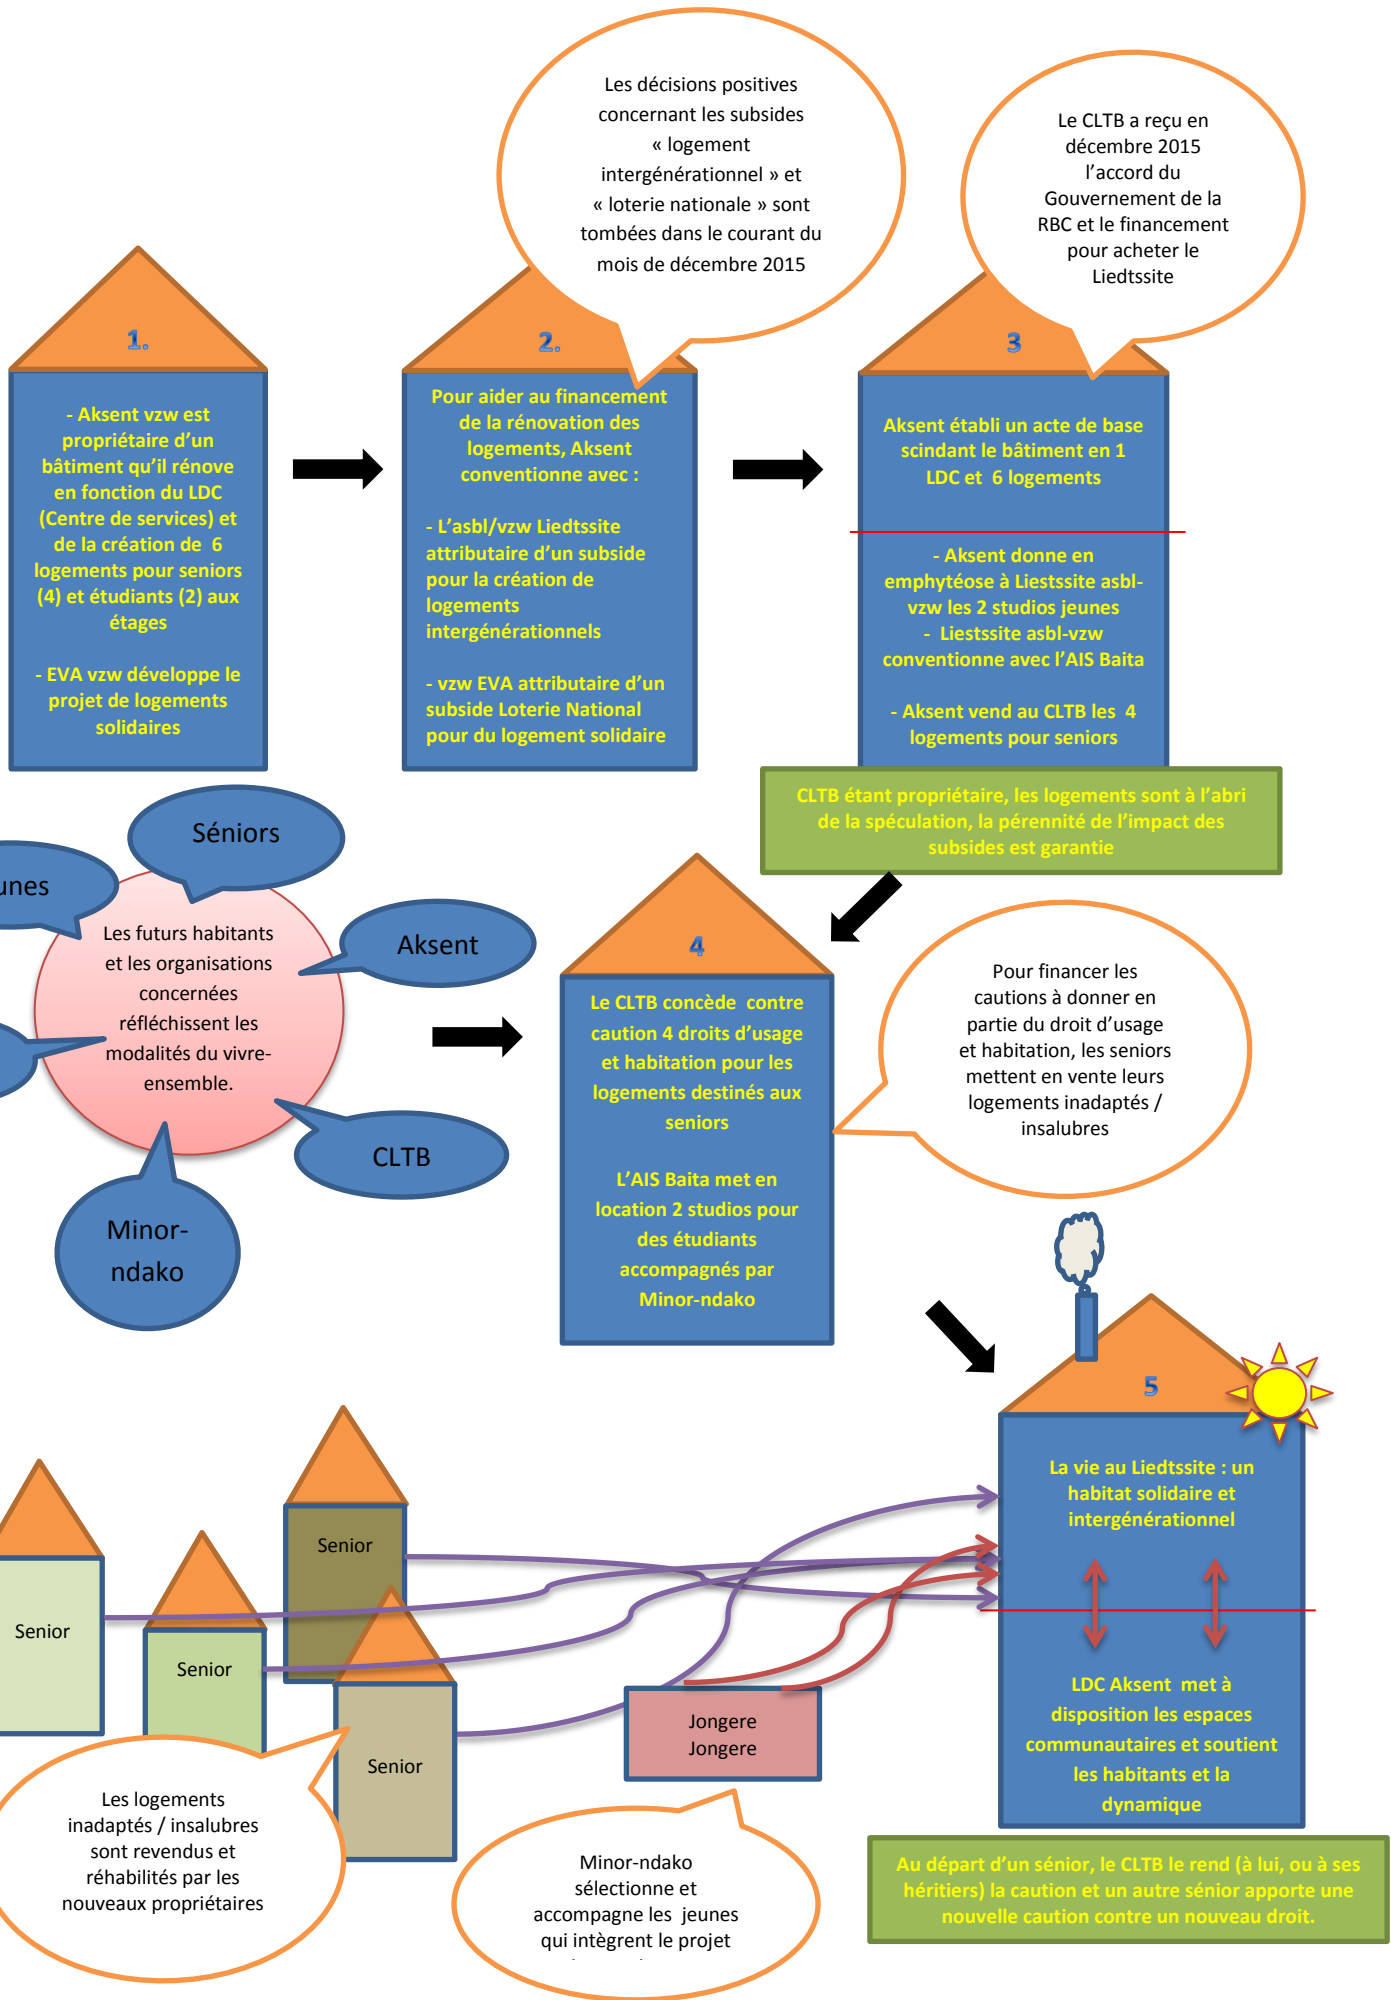 Les décisions positives
concernant les subsides
« logement
intergénérationnel » et
« loterie nationale » sont
tombées dans le courant du
mois de décembre 2015
Le CLTB a reçu en
décembre 2015
l’accord du
Gouvernement de la
RBC et le financement
pour acheter le
Liedtssite
1.
- Aksent vzw est
propriétaire d’un
bâtiment qu’il rénove
en fonction du LDC
(Centre de services) et
de la création de 6
logements pour seniors
(4) et étudiants (2) aux
étages
- EVA vzw développe le
projet de logements
solidaires
2.
Pour aider au financement
de la rénovation des
logements, Aksent
conventionne avec :
- L’asbl/vzw Liedtssite
attributaire d’un subside
pour la création de
logements
intergénérationnels
- vzw EVA attributaire d’un
subside Loterie National
pour du logement solidaire
3
Aksent établi un acte de base
scindant le bâtiment en 1
LDC et 6 logements
- Aksent donne en
emphytéose à Liestssite asbl-
vzw les 2 studios jeunes
- Liestssite asbl-vzw
conventionne avec l’AIS Baita
- Aksent vend au CLTB les 4
logements pour seniors
CLTB étant propriétaire, les logements sont à l’abri
de la spéculation, la pérennité de l’impact des
subsides est garantie
Séniors
unes
Aksent
Les futurs habitants
et les organisations
concernées
réfléchissent les
modalités du vivre-
ensemble.
CLTB
Minor-
ndako
4
Le CLTB concède contre
caution 4 droits d’usage
et habitation pour les
logements destinés aux
seniors
L’AIS Baita met en
location 2 studios pour
des étudiants
accompagnés par
Minor-ndako
Pour financer les
cautions à donner en
partie du droit d’usage
et habitation, les seniors
mettent en vente leurs
logements inadaptés /
insalubres
5
La vie au Liedtssite : un
habitat solidaire et
intergénérationnel
LDC Aksent met à
disposition les espaces
communautaires et soutient
les habitants et la
dynamique
Senior
Senior
Senior
Senior
Jongere
Jongere
Les logements
inadaptés / insalubres
sont revendus et
réhabilités par les
nouveaux propriétaires
Minor-ndako
sélectionne et
accompagne les jeunes
qui intègrent le projet
Au départ d’un sénior, le CLTB le rend (à lui, ou à ses
héritiers) la caution et un autre sénior apporte une
nouvelle caution contre un nouveau droit.